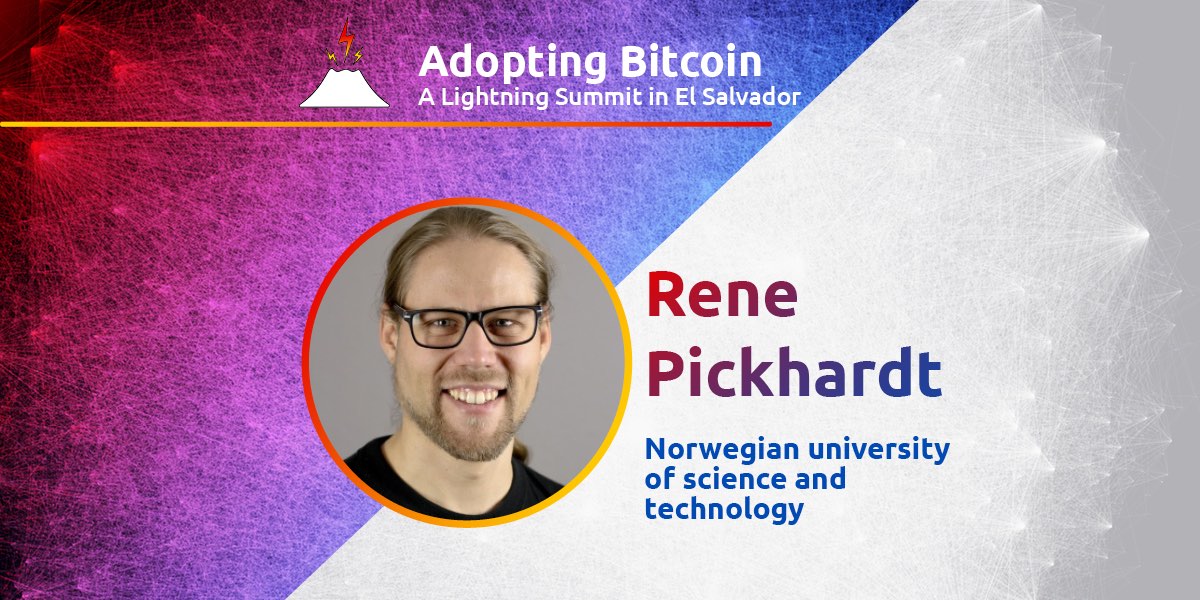 Adopting Bitcoin
A Lightning Summit in El Salvador
Rene
Pickhardt
Norwegian university
of science and
technology